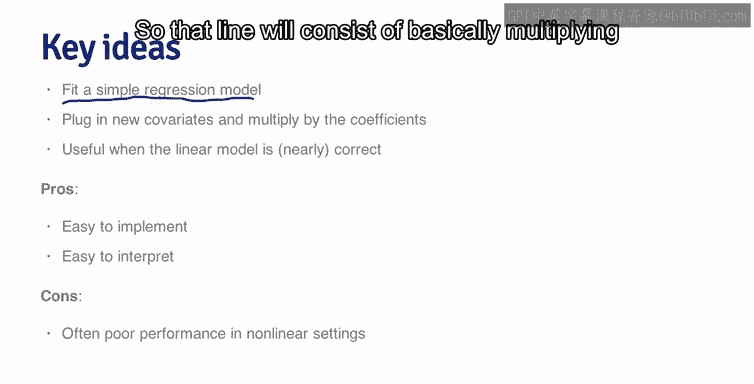 So that line will consist of basically multiplying
Key ideas
· Fit a simple regression model
· Plug in new covariates and multiply by the coefficients
· Useful when the linear model is (nearly) correct
Pros:
· Easy to implement
· Easy to interpret
Cons:
· Often poor performance in nonlinear settings